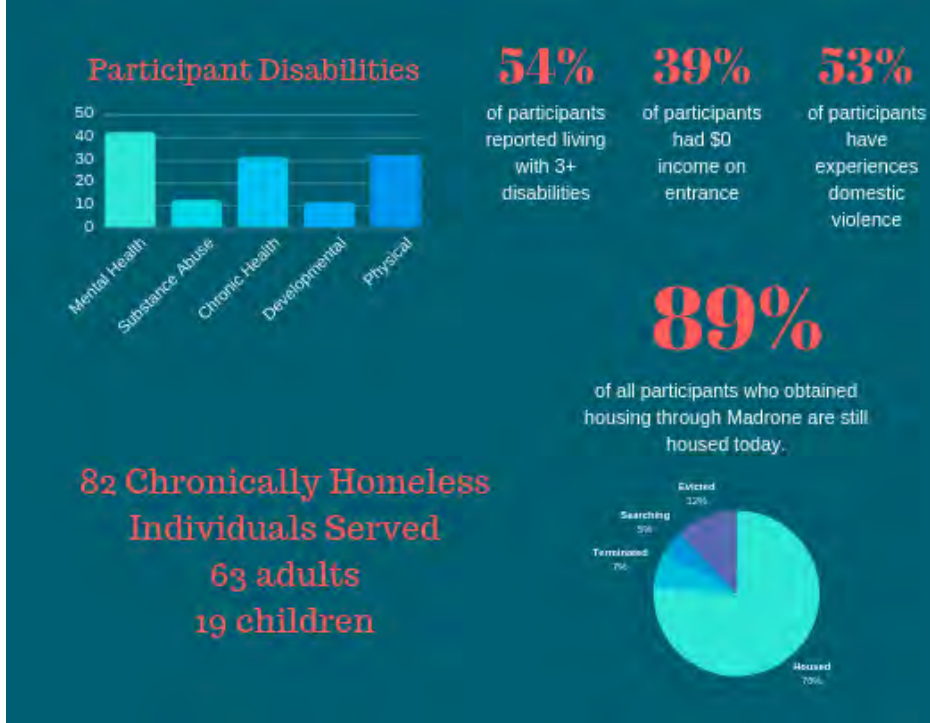 Participant Disabilities
50
40
30
20
10
0
Mental Health
Substance Abuse
Chronic Health
Developmental
Physical
54%
of participants
reported living
with 3+
disabilities
39%
of participants
had $0
income on
entrance
53%
of participants
have
experiences
domestic
violence
89%
of all participants who obtained
housing through Madrone are still
housed today.
82 Chronically Homeless
Individuals Served
63 adults
19 children
Evicted
12%
Searching
5%
Terminated
7%
Housed